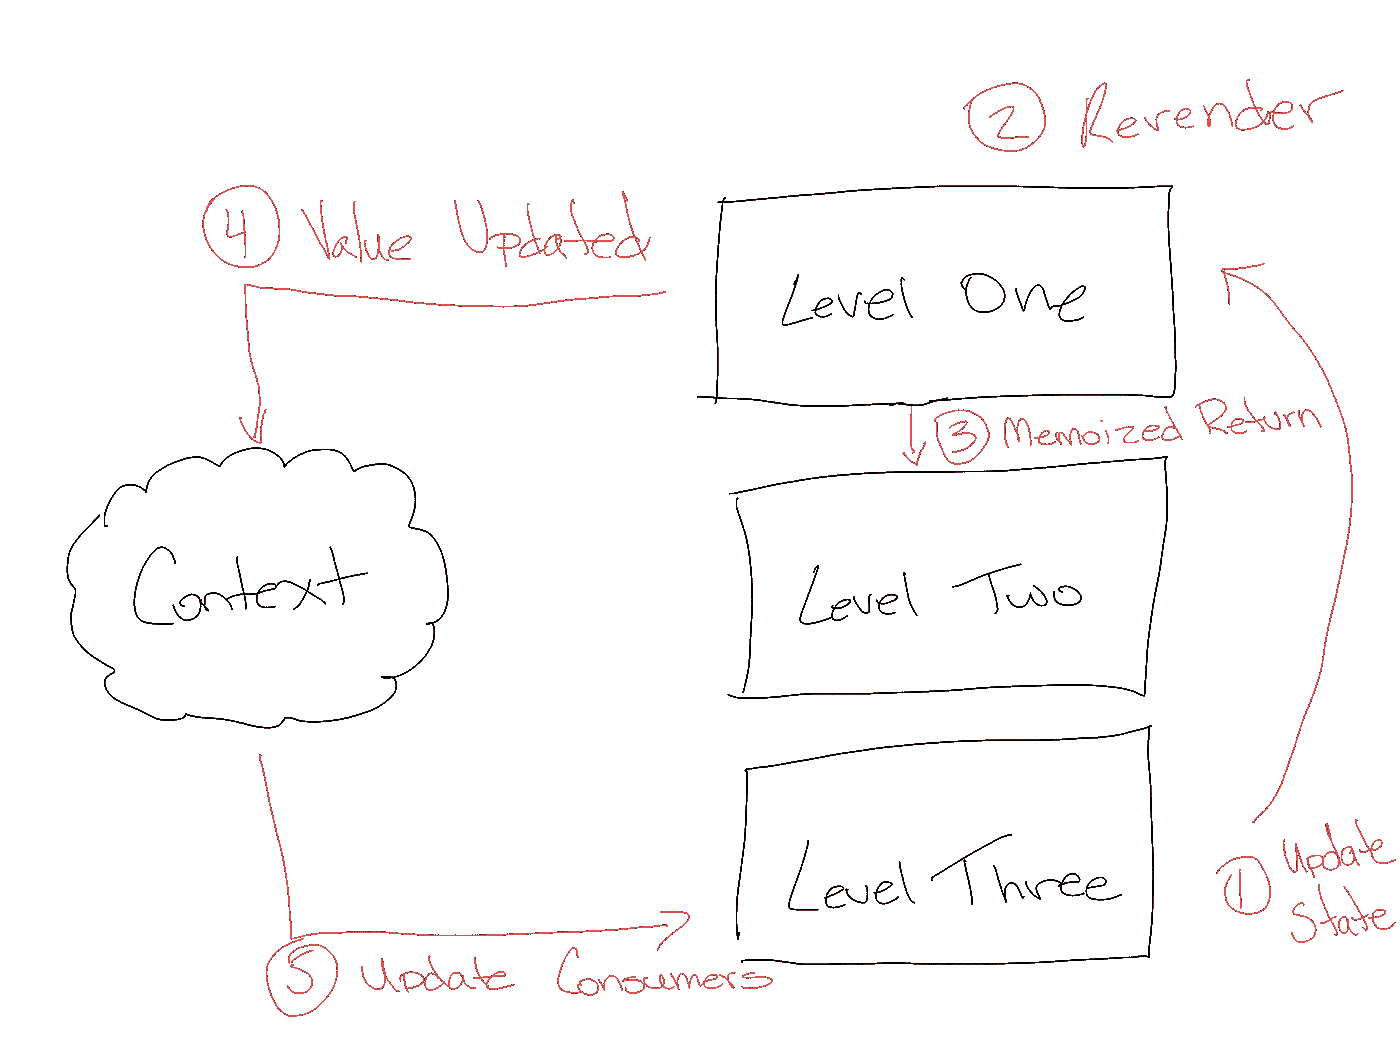 ② Rerender
④ Value Updated
Level One
③ Memoized Return
Context
Level Two
Level Three
① Update
State
⑤ Update Consumers